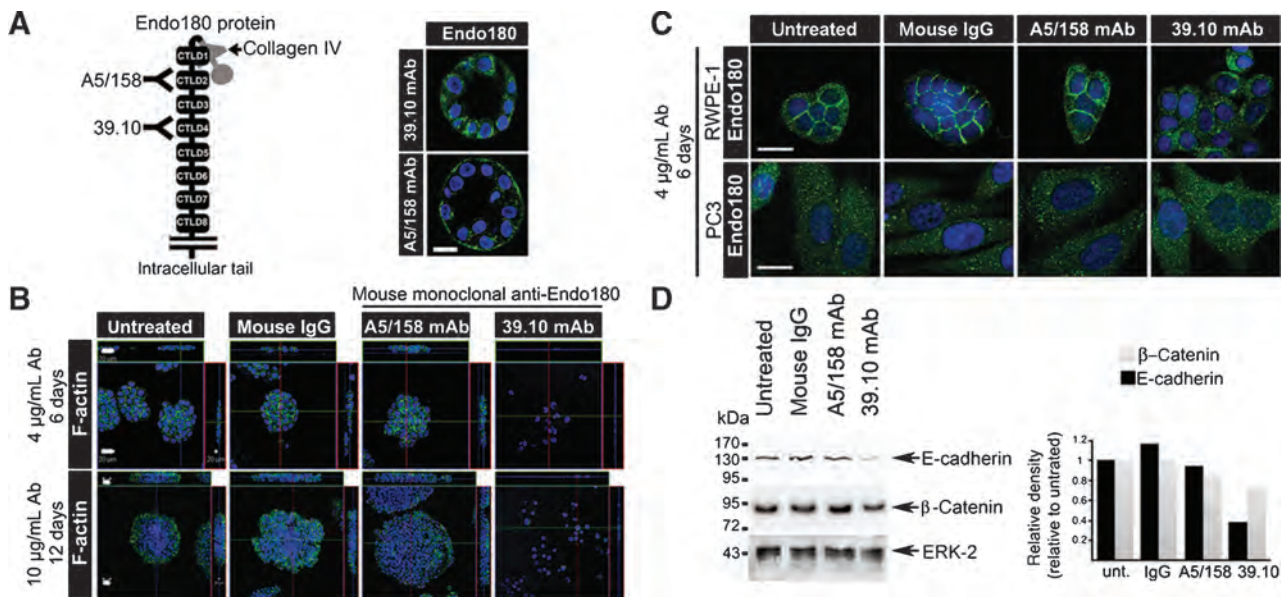 A
Endo180 protein
Collagen IV
CTLD1
A5/158
CTLD2
CTLD3
39.10
CTLD4
CTLD5
CTLD6
CTLD7
CTLD8
Intracellular tail
Endo180
39.10 mAb
A5/158 mAb
B
Mouse monoclonal anti-Endo180
Untreated
Mouse IgG
A5/158 mAb
39.10 mAb
4 µg/mL Ab
6 days
F-actin
20 µm
20 µm
10 µg/mL Ab
12 days
F-actin
C
Untreated
Mouse IgG
A5/158 mAb
39.10 mAb
4 µg/mL Ab
6 days
RWPE-1
Endo180
PC3
Endo180
D
Untreated
Mouse IgG
A5/158 mAb
39.10 mAb
kDa
170
130
95
E-cadherin
95
72
β-Catenin
43
ERK-2
β-Catenin
E-cadherin
Relative density
(relative to untreated)
1.2
1
0.8
0.6
0.4
0.2
unt.
IgG
A5/158
39.10